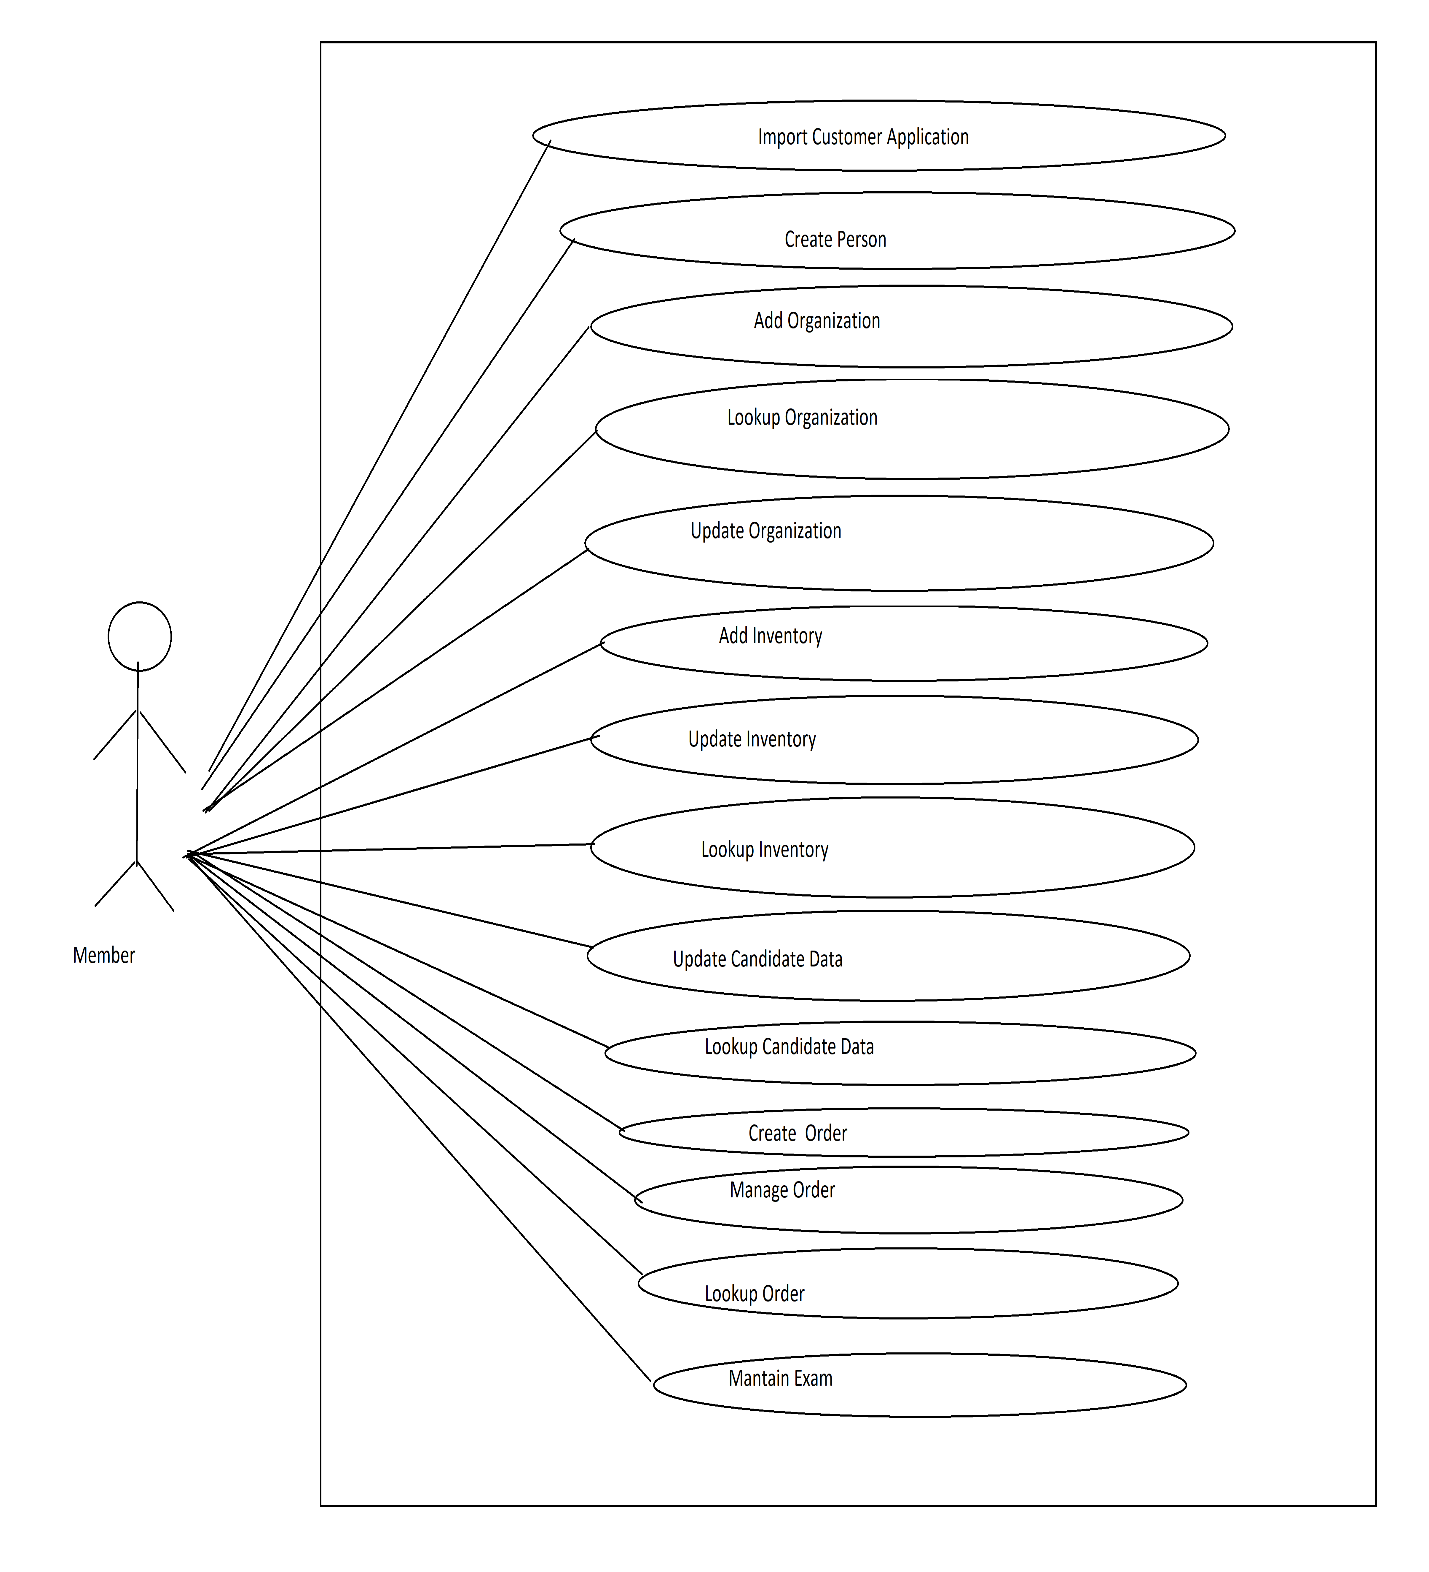 Import Customer Application
Create Person
Add Organization
Lookup Organization
Update Organization
Add Inventory
Update Inventory
Lookup Inventory
Update Candidate Data
Member
Lookup Candidate Data
Create  Order
Manage Order
Lookup Order
Mantain Exam